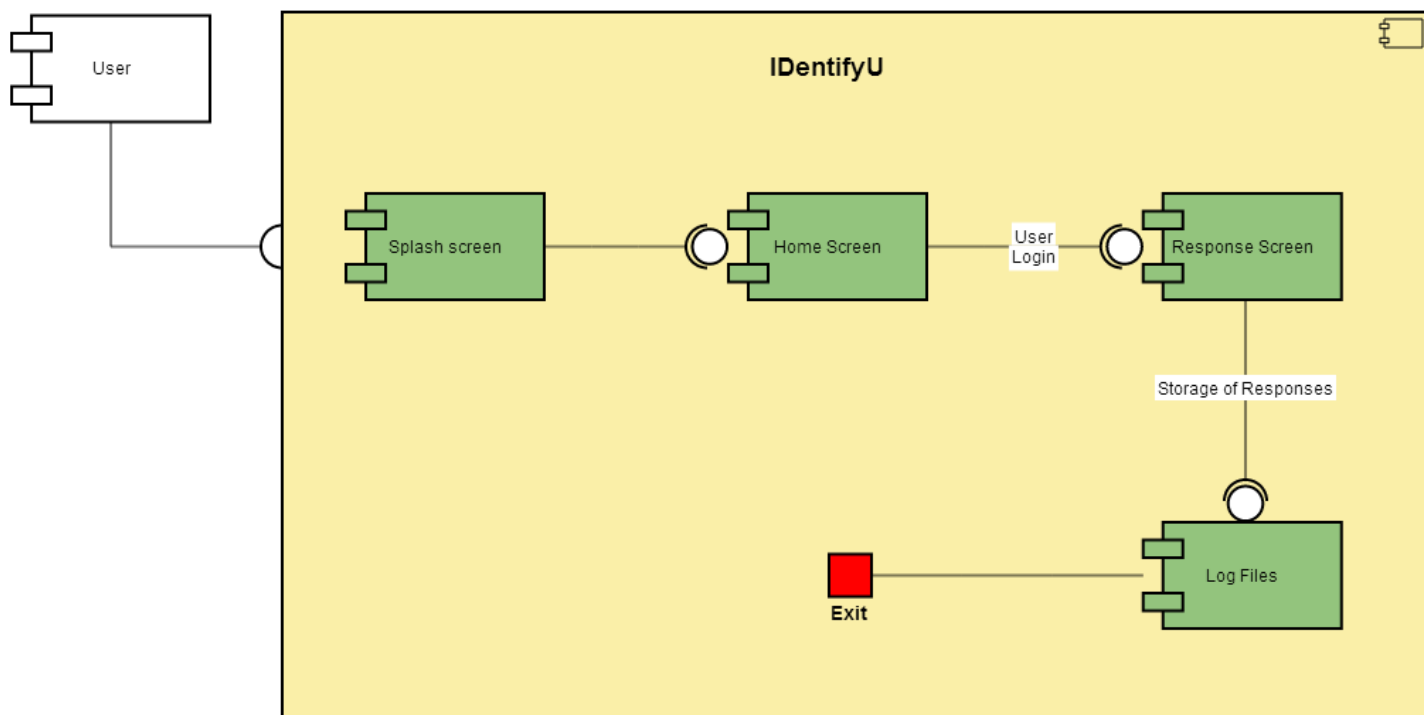 User
IDentifyU
Splash screen
Home Screen
User
Login
Response Screen
Storage of Responses
Log Files
Exit